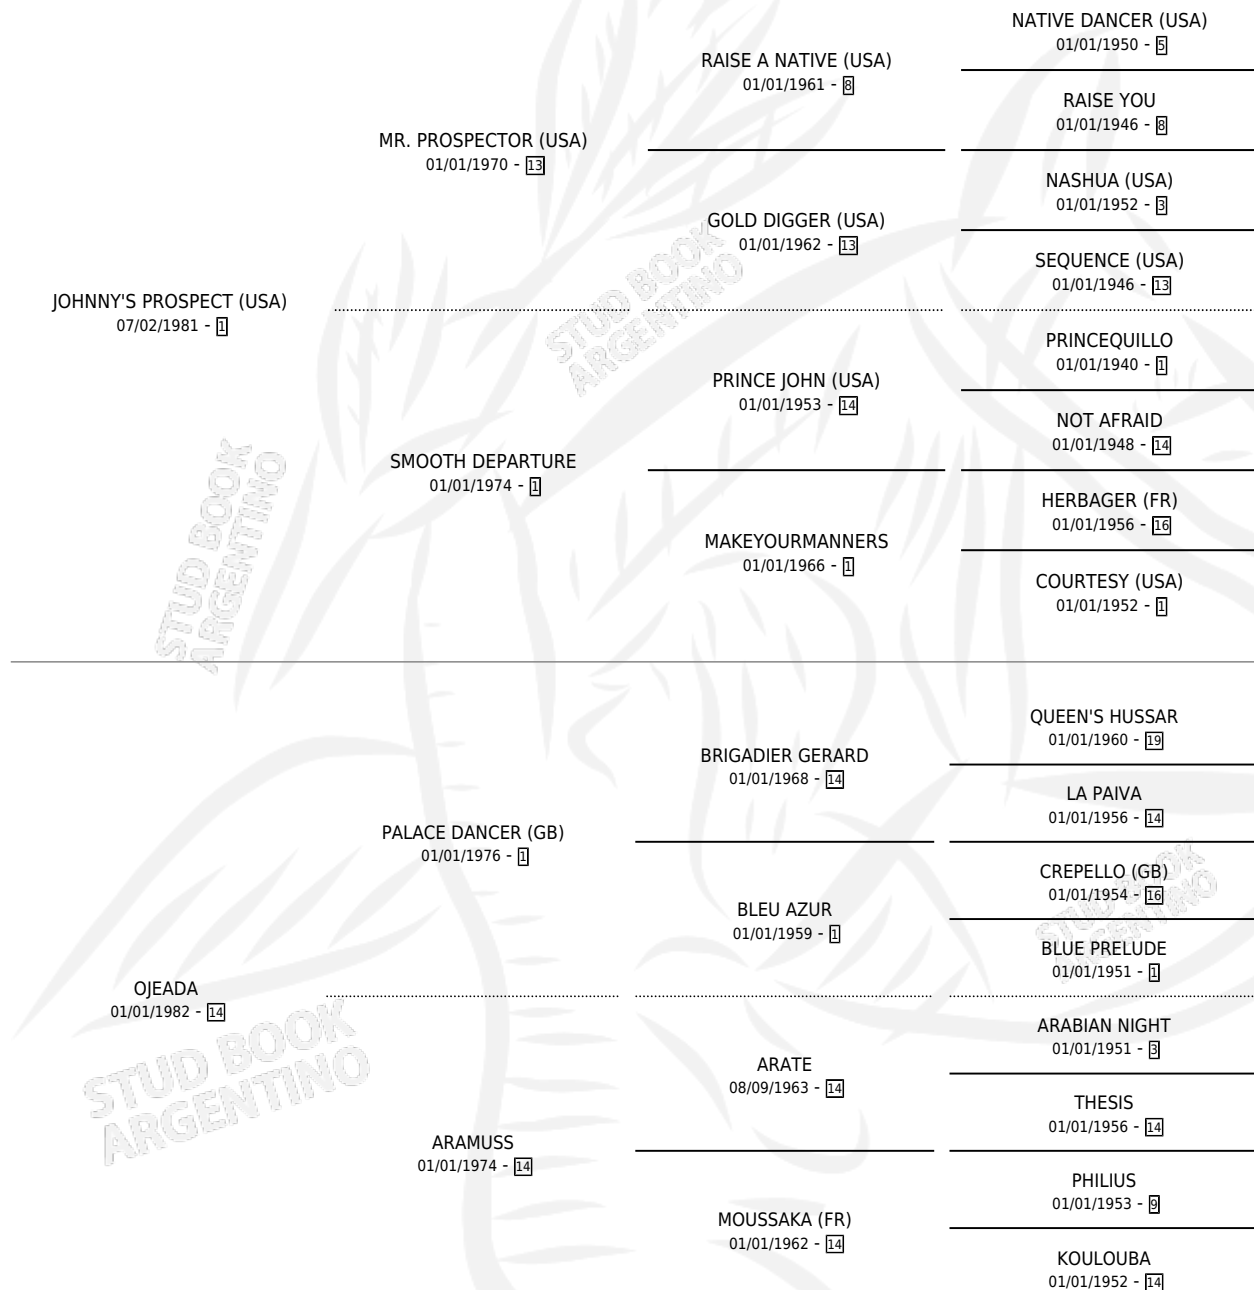 NATIVE DANCER (USA)
01/01/1950 - 5
RAISE A NATIVE (USA)
01/01/1961 - 8
RAISE YOU
01/01/1946 - 8
MR. PROSPECTOR (USA)
01/01/1970 - 13
NASHUA (USA)
01/01/1952 - 3
GOLD DIGGER (USA)
01/01/1962 - 13
SEQUENCE (USA)
01/01/1946 - 13
JOHNNY'S PROSPECT (USA)
07/02/1981 - 1
STUD BOOK
ARGENTINO
PRINCEQUILLO
01/01/1940 - 1
PRINCE JOHN (USA)
01/01/1953 - 14
NOT AFRAID
01/01/1948 - 14
SMOOTH DEPARTURE
01/01/1974 - 1
HERBAGER (FR)
01/01/1956 - 16
MAKEYOURMANNERS
01/01/1966 - 1
COURTESY (USA)
01/01/1952 - 1
STUD BOOK
ARGENTINO
QUEEN'S HUSSAR
01/01/1960 - 19
BRIGADIER GERARD
01/01/1968 - 14
LA PAIVA
01/01/1956 - 14
PALACE DANCER (GB)
01/01/1976 - 1
CREPELLO (GB)
01/01/1954 - 16
BLEU AZUR
01/01/1959 - 1
BLUE PRELUDE
01/01/1951 - 1
STUD BOOK
ARGENTINO
OJEADA
01/01/1982 - 14
ARABIAN NIGHT
01/01/1951 - 3
ARATE
08/09/1963 - 14
THESIS
01/01/1956 - 14
STUD BOOK
ARGENTINO
ARAMUSS
01/01/1974 - 14
PHILIUS
01/01/1953 - 9
MOUSSAKA (FR)
01/01/1962 - 14
KOULOUBA
01/01/1952 - 14